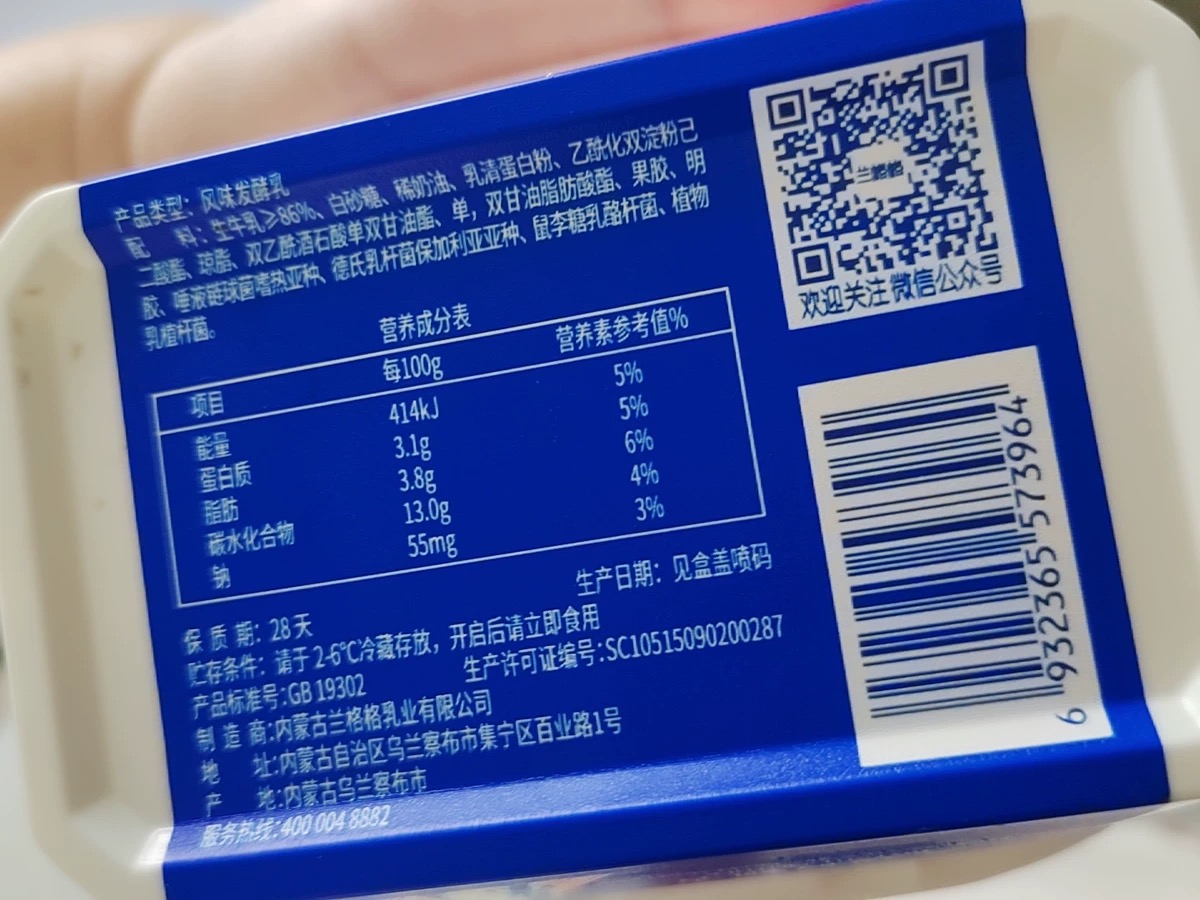 产品类型：风味发酵乳
配 料：生牛乳≥86%、白砂糖、稀奶油、乳清蛋白粉、乙酰化双淀粉己
二酸酯、琼脂、双乙酰酒石酸单双甘油酯、单，双甘油脂肪酸酯、果胶、明
胶、唾液链球菌嗜热亚种、德氏乳杆菌保加利亚亚种、鼠李糖乳酪杆菌、植物
乳植杆菌。
营养成分表
项目 每100g 营养素参考值%
能量 414kJ 5%
蛋白质 3.1g 5%
脂肪 3.8g 6%
碳水化合物 13.0g 4%
钠 55mg 3%
保 质 期：28天 生产日期：见盒盖喷码
贮存条件：请于2-6℃冷藏存放，开启后请立即食用
产品标准号:GB 19302 生产许可证编号:SC10515090200287
制 造 商:内蒙古兰格格乳业有限公司
地 址:内蒙古自治区乌兰察布市集宁区百业路1号
产 地:内蒙古乌兰察布市
服务热线:400 004 8882
兰格格
欢迎关注微信公众号
6 932365 573964